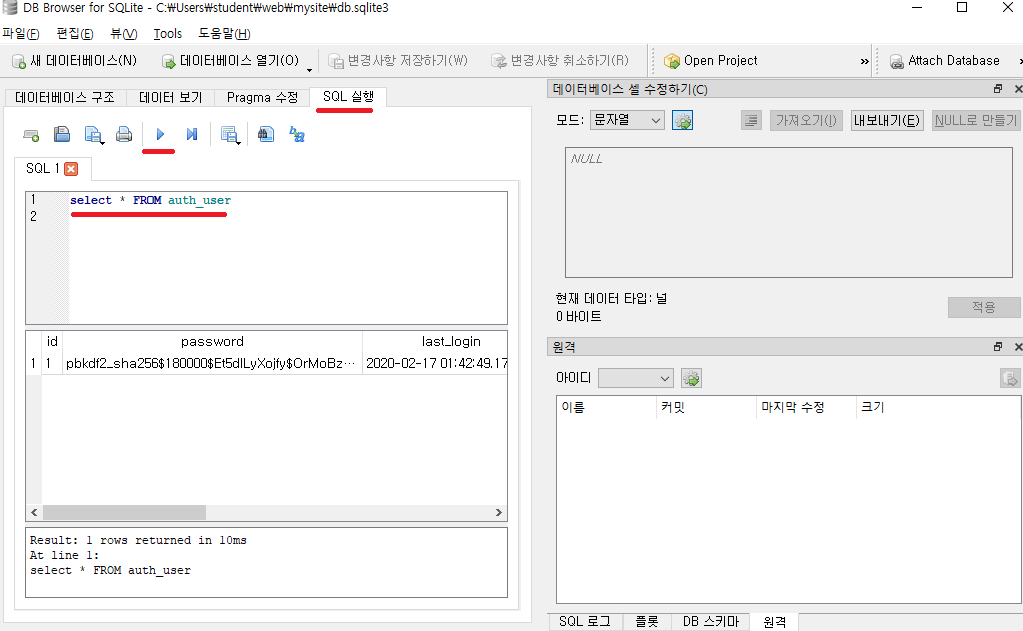 DB Browser for SQLite - C:₩Users₩student₩web₩mysite₩db.sqlite3
파일(F) 편집(E) 뷰(V) Tools 도움말(H)
새 데이터베이스(N) 데이터베이스 열기(O) 변경사항 저장하기(W) 변경사항 취소하기(R) Open Project » Attach Database »
데이터베이스 구조 데이터 보기 Pragma 수정 SQL 실행
SQL 1
1 select * FROM auth_user
2
id password last_login
1 1 pbkdf2_sha256$180000$Et5dILyXojfy$OrMoBz··· 2020-02-17 01:42:49.17
Result: 1 rows returned in 10ms
At line 1:
select * FROM auth_user
데이터베이스 셀 수정하기(C)
모드: 문자열 가져오기(I) 내보내기(E) NULL로 만들기
NULL
현재 데이터 타입: 널
0 바이트
적용
원격
아이디
이름 커밋 마지막 수정 크기
SQL 로그 플롯 DB 스키마 원격